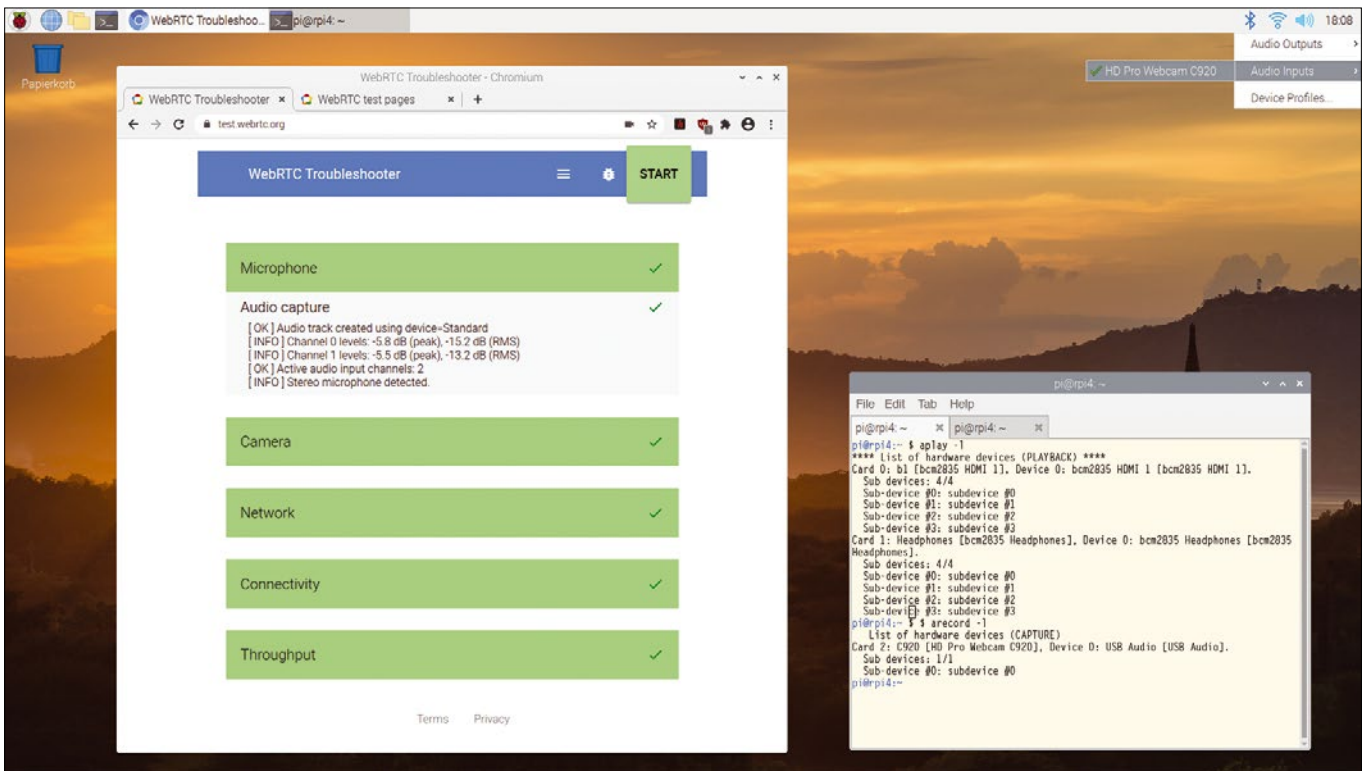 WebRTC Troubleshoo...
pi@rpi4: ~
18:08
Papierkorb
Audio Outputs
HD Pro Webcam C920
Audio Inputs
Device Profiles...
WebRTC Troubleshooter - Chromium
WebRTC Troubleshooter
WebRTC test pages
test.webrtc.org
WebRTC Troubleshooter
START
Microphone
Audio capture
[ OK ] Audio track created using device=Standard
[ INFO ] Channel 0 levels: -5.8 dB (peak), -15.2 dB (RMS)
[ INFO ] Channel 1 levels: -5.5 dB (peak), -13.2 dB (RMS)
[ OK ] Active audio input channels: 2
[ INFO ] Stereo microphone detected.
Camera
Network
Connectivity
Throughput
Terms Privacy
pi@rpi4: ~
File Edit Tab Help
pi@rpi4: ~ pi@rpi4: ~
pi@rpi4:~ $ aplay -l
**** List of hardware devices (PLAYBACK) ****
Card 0: b1 [bcm2835 HDMI 1], Device 0: bcm2835 HDMI 1 [bcm2835 HDMI 1].
Sub devices: 4/4
Sub-device #0: subdevice #0
Sub-device #1: subdevice #1
Sub-device #2: subdevice #2
Sub-device #3: subdevice #3
Card 1: Headphones [bcm2835 Headphones], Device 0: bcm2835 Headphones [bcm2835
Headphones].
Sub devices: 4/4
Sub-device #0: subdevice #0
Sub-device #1: subdevice #1
Sub-device #2: subdevice #2
Sub-device #3: subdevice #3
pi@rpi4:~ $ $ arecord -l
List of hardware devices (CAPTURE)
Card 2: C920 [HD Pro Webcam C920], Device 0: USB Audio [USB Audio].
Sub devices: 1/1
Sub-device #0: subdevice #0
pi@rpi4:~